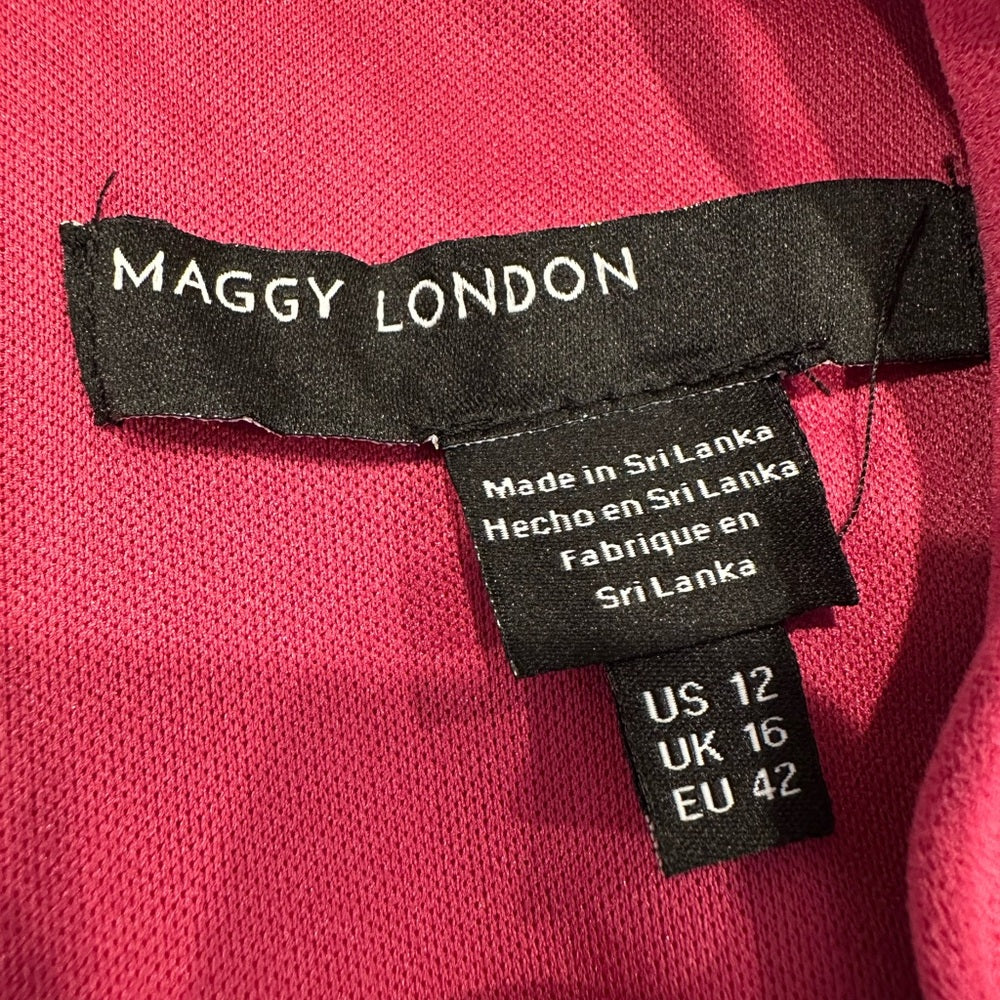 MAGGY LONDON
Made in Sri Lanka
Hecho en Sri Lanka
Fabrique en
Sri Lanka
US 12
UK 16
EU 42